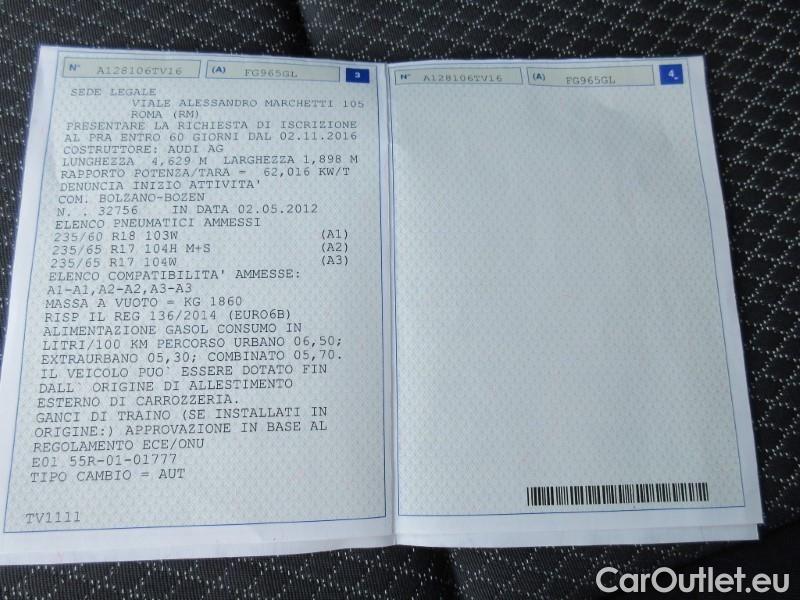 N° A128106TV16 (A) FG965GL 3
SEDE LEGALE
VIALE ALESSANDRO MARCHETTI 105
ROMA (RM)
PRESENTARE LA RICHIESTA DI ISCRIZIONE
AL PRA ENTRO 60 GIORNI DAL 02.11.2016
COSTRUTTORE: AUDI AG
LUNGHEZZA 4,629 M LARGHEZZA 1,898 M
RAPPORTO POTENZA/TARA = 62,016 KW/T
DENUNCIA INIZIO ATTIVITA'
COM. BOLZANO-BOZEN
N. . 32756 IN DATA 02.05.2012
ELENCO PNEUMATICI AMMESSI
235/60 R18 103W (A1)
235/65 R17 104H M+S (A2)
235/65 R17 104W (A3)
ELENCO COMPATIBILITA' AMMESSE:
A1-A1,A2-A2,A3-A3
MASSA A VUOTO = KG 1860
RISP IL REG 136/2014 (EURO6B)
ALIMENTAZIONE GASOL CONSUMO IN
LITRI/100 KM PERCORSO URBANO 06,50;
EXTRAURBANO 05,30; COMBINATO 05,70.
IL VEICOLO PUO` ESSERE DOTATO FIN
DALL` ORIGINE DI ALLESTIMENTO
ESTERNO DI CARROZZERIA.
GANCI DI TRAINO (SE INSTALLATI IN
ORIGINE:) APPROVAZIONE IN BASE AL
REGOLAMENTO ECE/ONU
E01 55R-01-01777
TIPO CAMBIO = AUT
TV1111
N° A128106TV16 (A) FG965GL 4
CarOutlet.eu